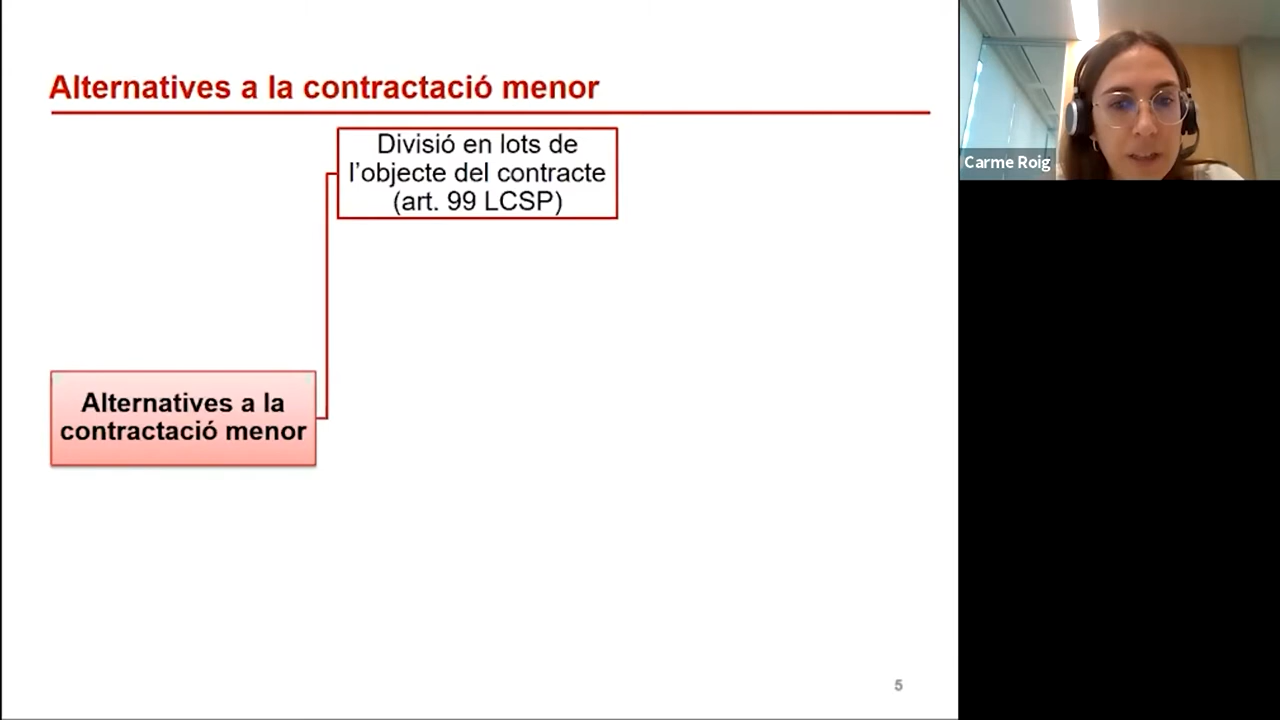 Alternatives a la contractació menor
Divisió en lots de
l’objecte del contracte
(art. 99 LCSP)
Alternatives a la
contractació menor
5
Carme Roig